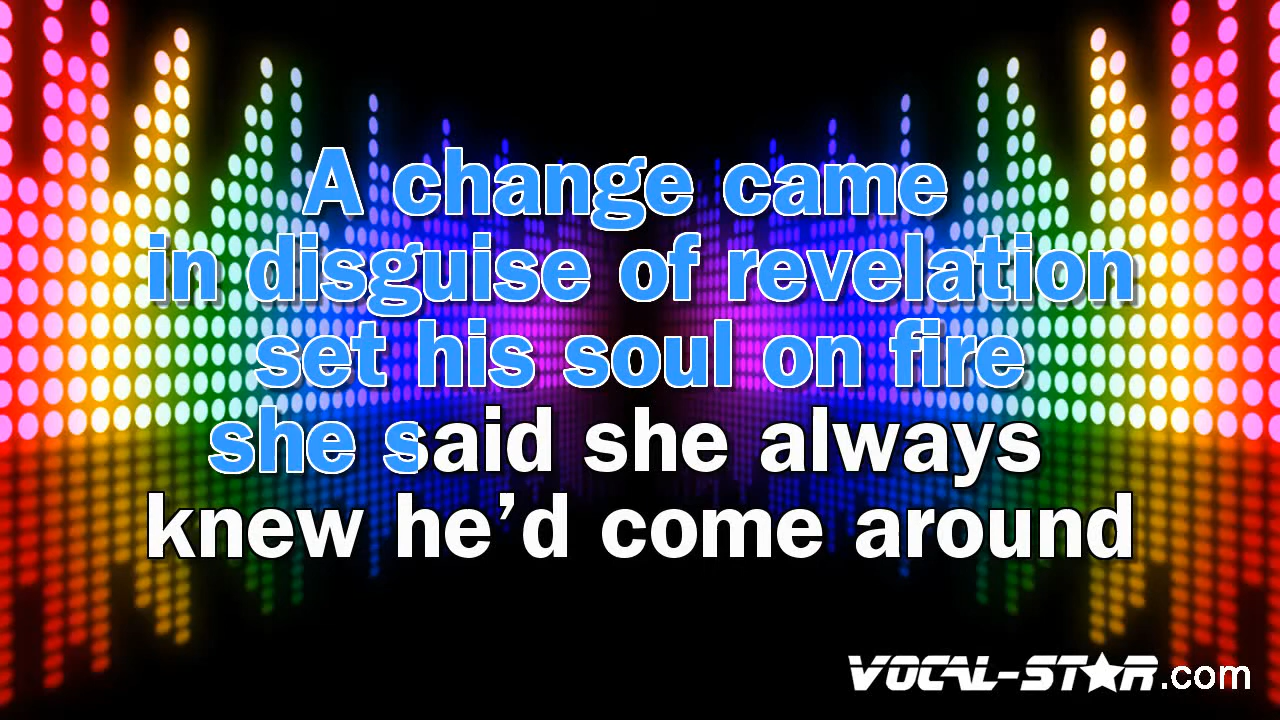 A change came
in disguise of revelation
set his soul on fire
she said she always
knew he’d come around
VOCAL-STAR.com